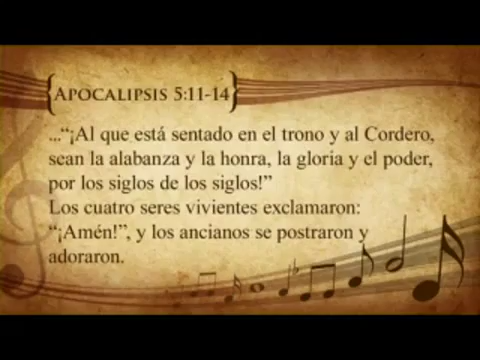 {APOCALIPSIS 5:11-14}
...“¡Al que está sentado en el trono y al Cordero,
sean la alabanza y la honra, la gloria y el poder,
por los siglos de los siglos!”
Los cuatro seres vivientes exclamaron:
“¡Amén!”, y los ancianos se postraron y
adoraron.